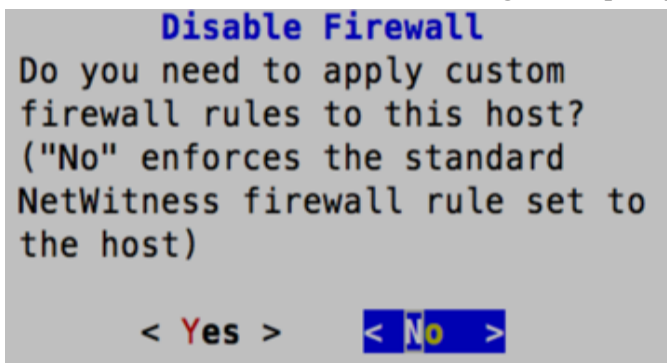 Disable Firewall
Do you need to apply custom
firewall rules to this host?
("No" enforces the standard
NetWitness firewall rule set to
the host)
< Yes > < No >